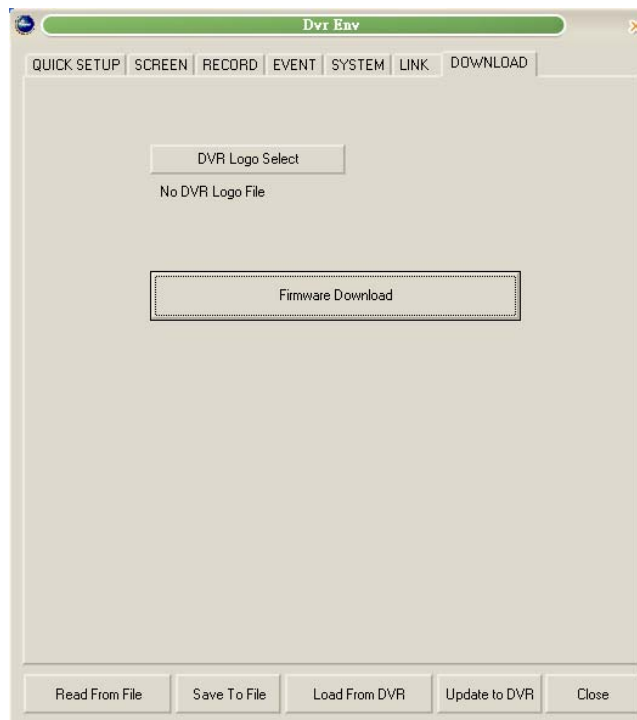 Dvr Env
QUICK SETUP SCREEN RECORD EVENT SYSTEM LINK DOWNLOAD
DVR Logo Select
No DVR Logo File
Firmware Download
Read From File Save To File Load From DVR Update to DVR Close